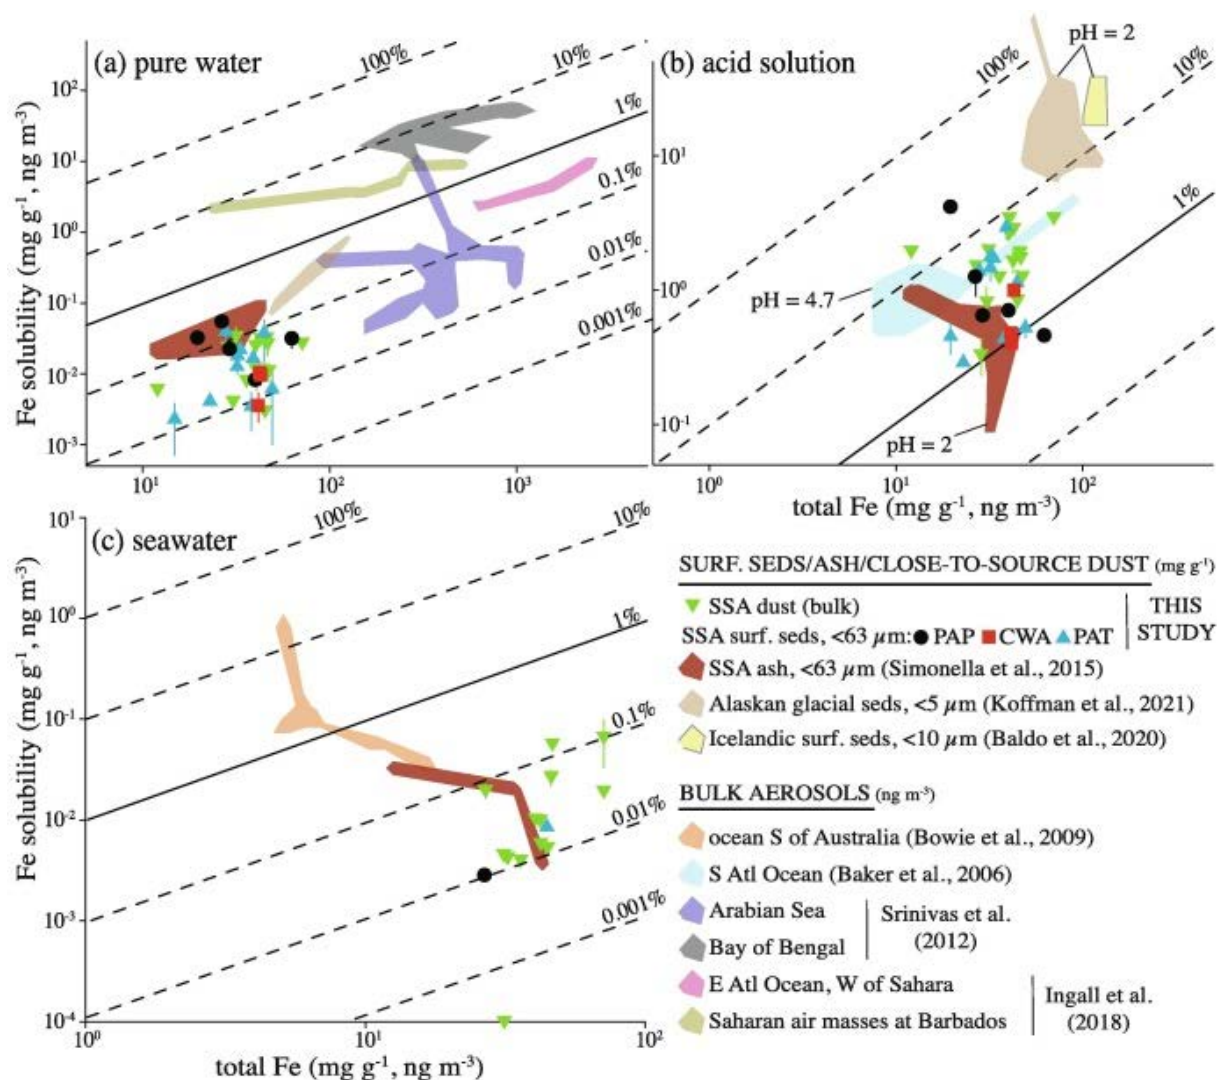 (a) pure water
100%
10%
1%
0.1%
0.01%
0.001%
10²
10¹
10⁰
10⁻¹
10⁻²
10⁻³
Fe solubility (mg g⁻¹, ng m⁻³)
10¹
10²
10³
(b) acid solution
pH = 2
100%
10%
1%
10¹
10⁰
10⁻¹
pH = 4.7
pH = 2
10⁰
10¹
10²
total Fe (mg g⁻¹, ng m⁻³)
(c) seawater
100%
10%
1%
0.1%
0.01%
0.001%
10¹
10⁰
10⁻¹
10⁻²
10⁻³
10⁻⁴
Fe solubility (mg g⁻¹, ng m⁻³)
10⁰
10¹
10²
total Fe (mg g⁻¹, ng m⁻³)
SURF. SEDS/ASH/CLOSE-TO-SOURCE DUST (mg g⁻¹)
SSA dust (bulk)
SSA surf. seds, <63 µm: PAP CWA PAT
THIS
STUDY
SSA ash, <63 µm (Simonella et al., 2015)
Alaskan glacial seds, <5 µm (Koffman et al., 2021)
Icelandic surf. seds, <10 µm (Baldo et al., 2020)
BULK AEROSOLS (ng m⁻³)
ocean S of Australia (Bowie et al., 2009)
S Atl Ocean (Baker et al., 2006)
Arabian Sea
Bay of Bengal
Srinivas et al.
(2012)
E Atl Ocean, W of Sahara
Saharan air masses at Barbados
Ingall et al.
(2018)